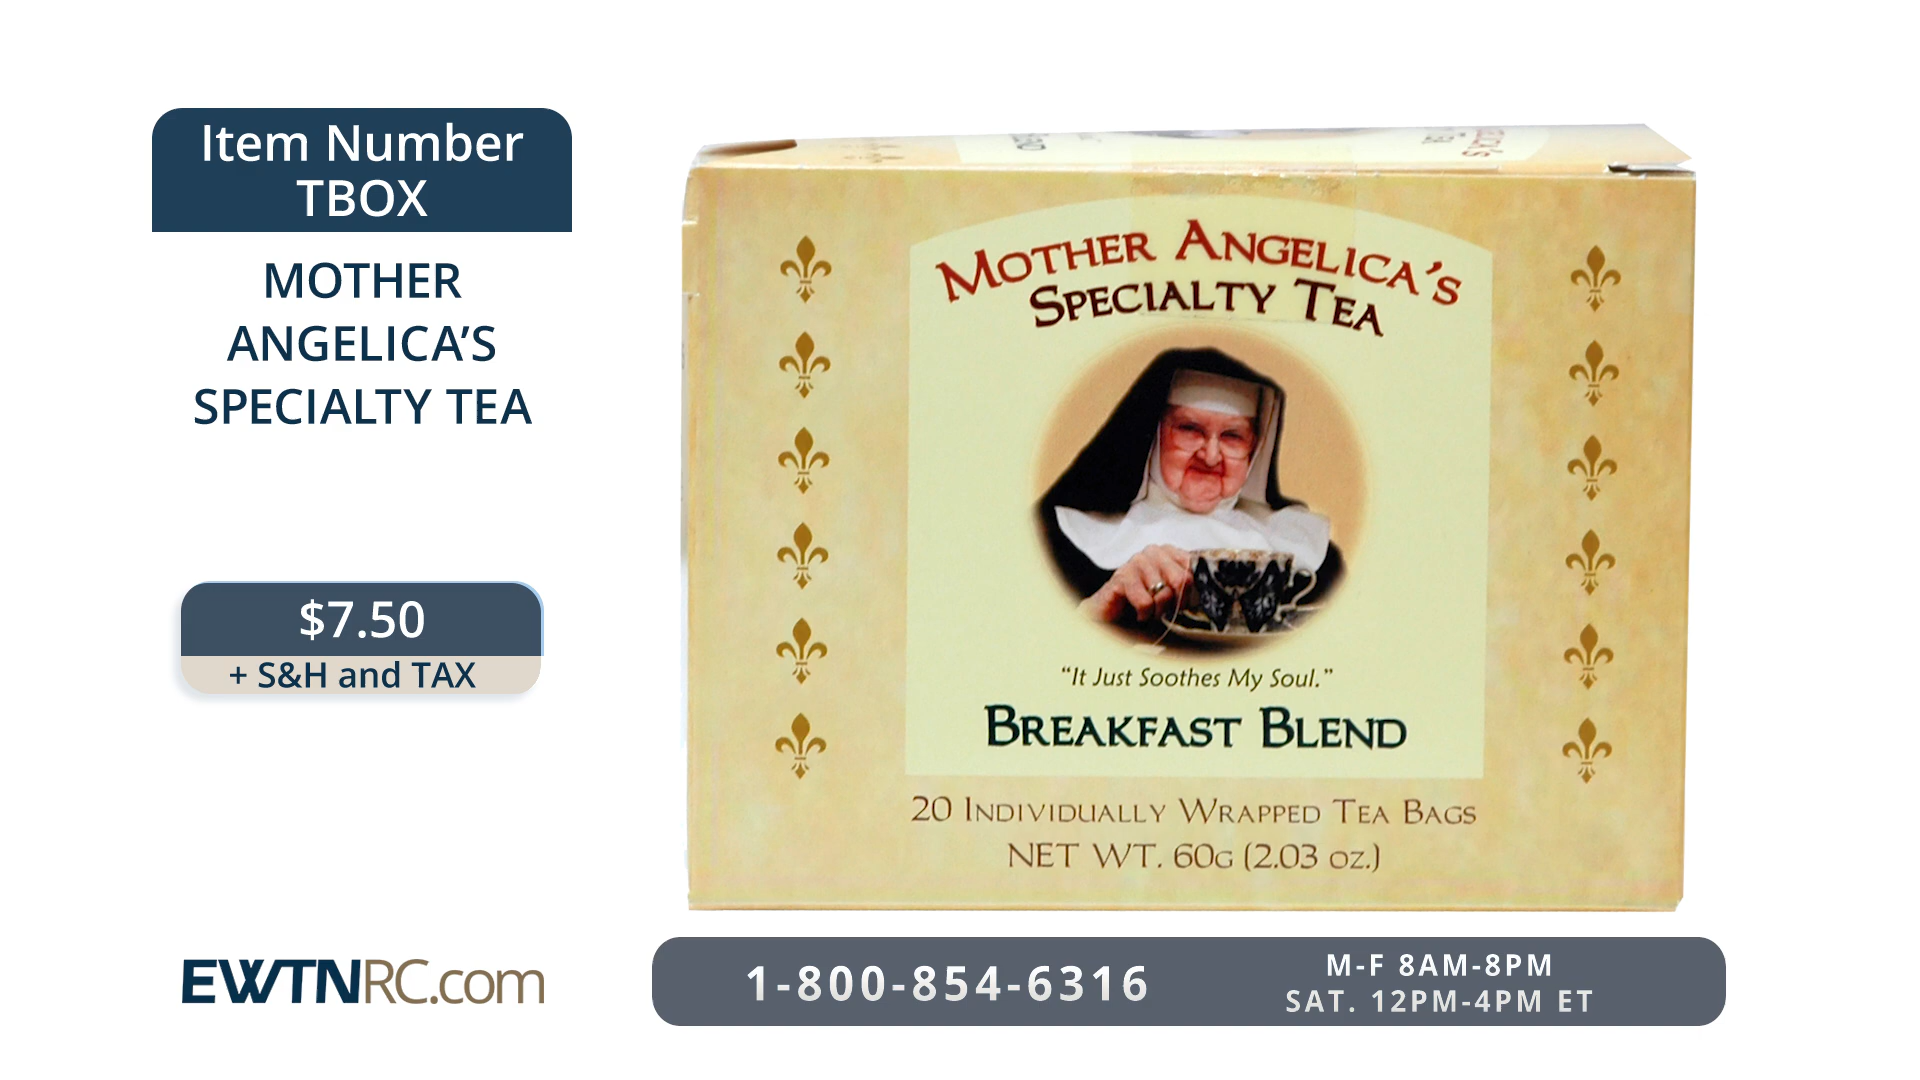 Item Number
TBOX
MOTHER
ANGELICA’S
SPECIALTY TEA
$7.50
+ S&H and TAX
EWTNRC.com
MOTHER ANGELICA’S
SPECIALTY TEA
“It Just Soothes My Soul.”
BREAKFAST BLEND
20 INDIVIDUALLY WRAPPED TEA BAGS
NET WT. 60G (2.03 OZ.)
1-800-854-6316
M-F 8AM-8PM
SAT. 12PM-4PM ET